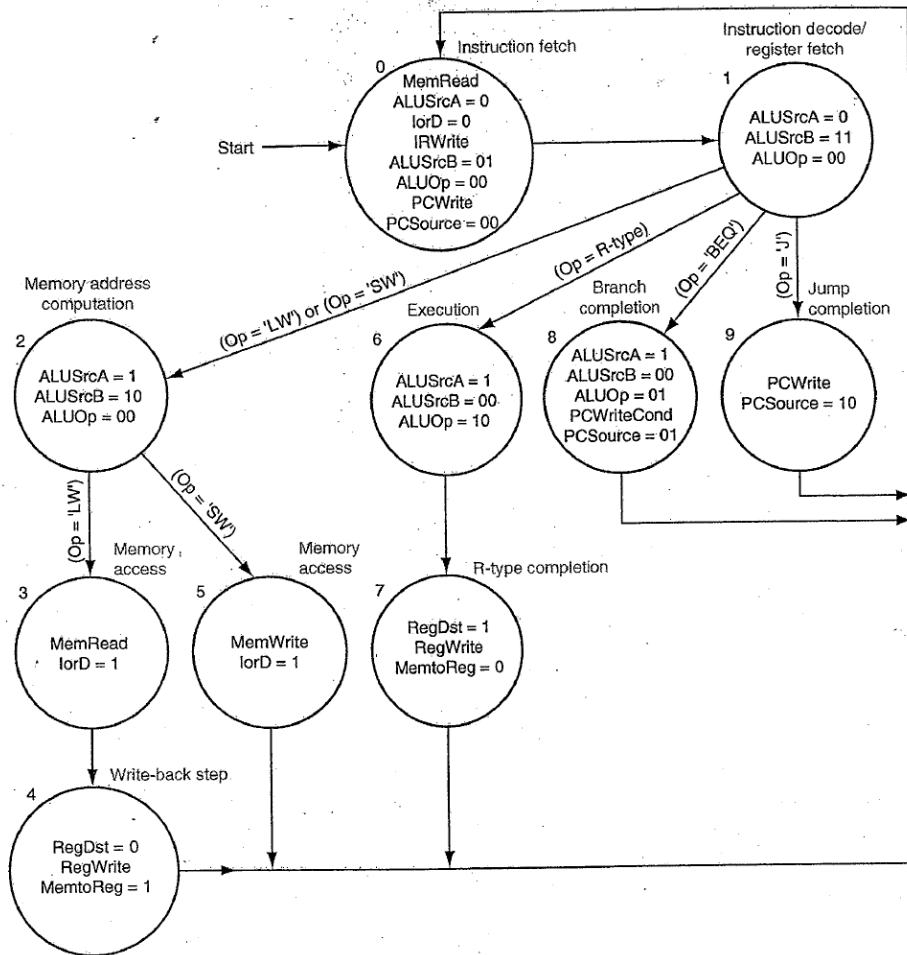 Instruction fetch
0
MemRead
ALUSrcA = 0
IorD = 0
IRWrite
ALUSrcB = 01
ALUOp = 00
PCWrite
PCSource = 00
Start
Instruction decode/
register fetch
1
ALUSrcA = 0
ALUSrcB = 11
ALUOp = 00
(Op = 'LW') or (Op = 'SW')
(Op = R-type)
(Op = 'BEQ')
(Op = 'J')
Memory address
computation
2
ALUSrcA = 1
ALUSrcB = 10
ALUOp = 00
Execution
6
ALUSrcA = 1
ALUSrcB = 00
ALUOp = 10
Branch
completion
8
ALUSrcA = 1
ALUSrcB = 00
ALUOp = 01
PCWriteCond
PCSource = 01
Jump
completion
9
PCWrite
PCSource = 10
(Op = 'LW')
(Op = 'SW')
Memory
access
3
MemRead
IorD = 1
Memory
access
5
MemWrite
IorD = 1
R-type completion
7
RegDst = 1
RegWrite
MemtoReg = 0
Write-back step
4
RegDst = 0
RegWrite
MemtoReg = 1